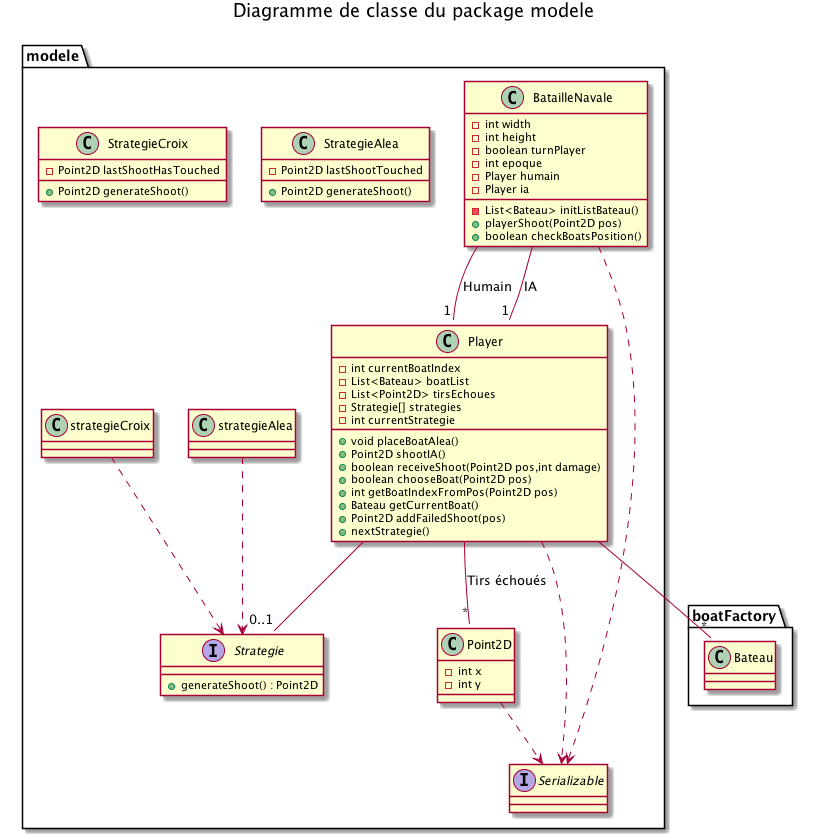 Diagramme de classe du package modele
modele
C BatailleNavale
int width
int height
boolean turnPlayer
int epoque
Player humain
Player ia
List<Bateau> initListBateau()
playerShoot(Point2D pos)
boolean checkBoatsPosition()
C StrategieCroix
Point2D lastShootHasTouched
Point2D generateShoot()
C StrategieAlea
Point2D lastShootTouched
Point2D generateShoot()
Humain
IA
1
1
C Player
int currentBoatIndex
List<Bateau> boatList
List<Point2D> tirsEchoues
Strategie[] strategies
int currentStrategie
void placeBoatAlea()
Point2D shootIA()
boolean receiveShoot(Point2D pos,int damage)
boolean chooseBoat(Point2D pos)
int getBoatIndexFromPos(Point2D pos)
Bateau getCurrentBoat()
Point2D addFailedShoot(pos)
nextStrategie()
C strategieCroix
C strategieAlea
Tirs échoués
0..1
*
*
I Strategie
generateShoot() : Point2D
C Point2D
int x
int y
boatFactory
C Bateau
I Serializable